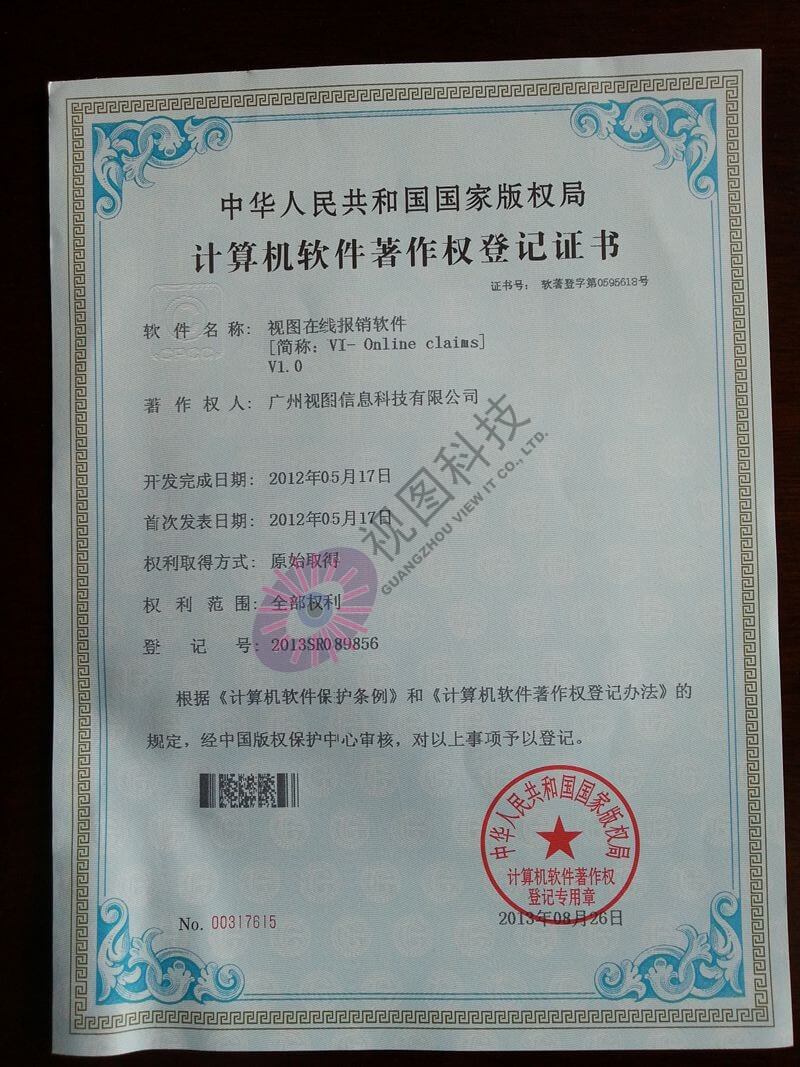 中华人民共和国国家版权局
计算机软件著作权登记证书
证书号： 软著登字第0595618号
软件名称： 视图在线报销软件
[简称：VI- Online claims]
V1.0
著作权人： 广州视图信息科技有限公司
开发完成日期： 2012年05月17日
首次发表日期： 2012年05月17日
权利取得方式： 原始取得
权利范围： 全部权利
登记号： 2013SR089856
根据《计算机软件保护条例》和《计算机软件著作权登记办法》的
规定，经中国版权保护中心审核，对以上事项予以登记。
No. 00317615
中华人民共和国国家版权局
计算机软件著作权
登记专用章
2013年08月26日
视图科技
GUANGZHOU VIEW IT CO., LTD.
CPCC